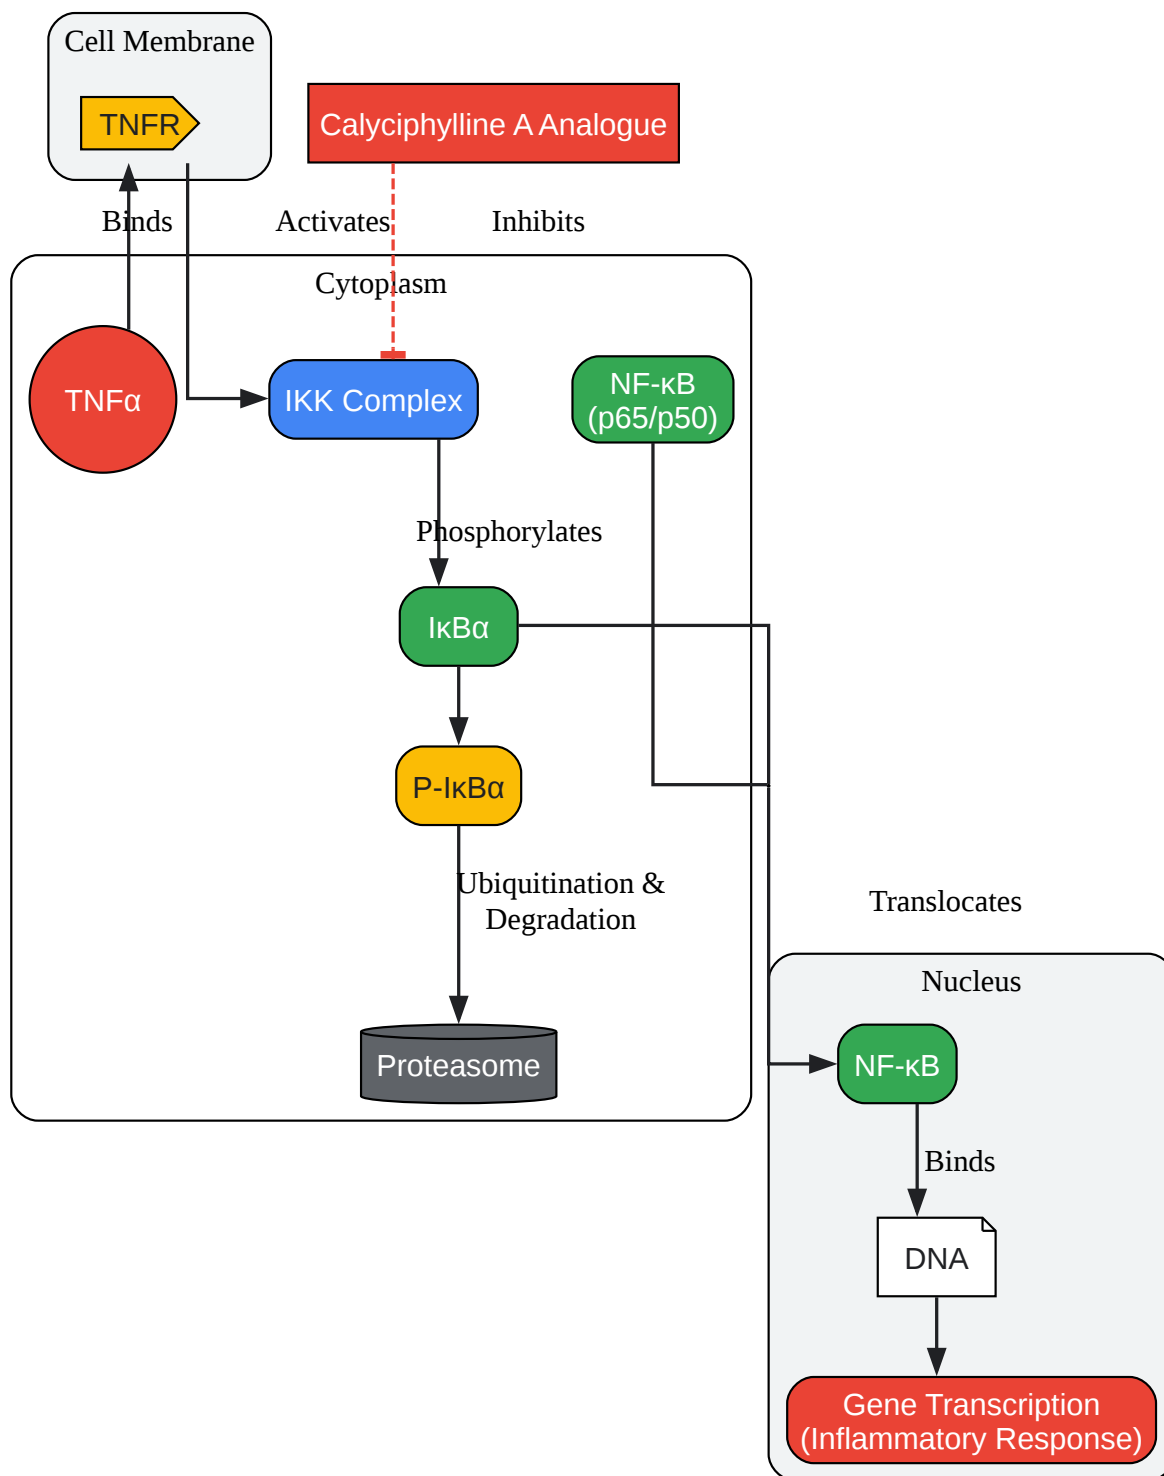 Cell Membrane
TNFR
Calyciphylline A Analogue
Binds
Activates
Inhibits
Cytoplasm
TNFα
IKK Complex
NF-κB
(p65/p50)
Phosphorylates
IκBα
P-IκBα
Ubiquitination &
Degradation
Translocates
Nucleus
Proteasome
NF-κB
Binds
DNA
Gene Transcription
(Inflammatory Response)